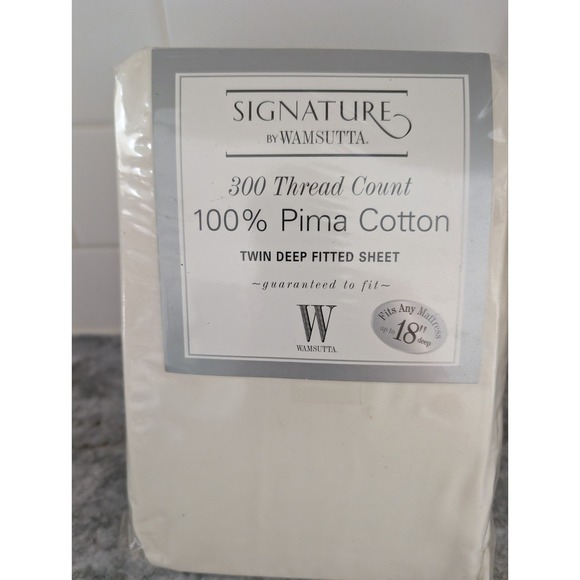 SIGNATURE
BY WAMSUTTA®
300 Thread Count
100% Pima Cotton
TWIN DEEP FITTED SHEET
~guaranteed to fit~
W
WAMSUTTA®
Fits Any Mattress
up to 18" deep